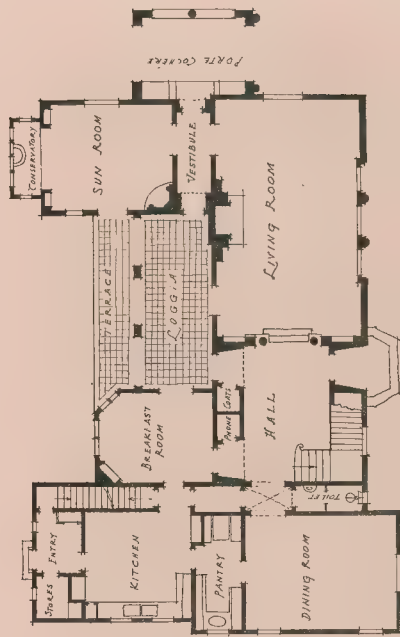 PORTE COCHERE
CONSERVATORY
SUN ROOM
VESTIBULE
LIVING ROOM
TERRACE
LOGGIA
BREAKFAST
ROOM
PHONE
COATS
HALL
TOILET
ENTRY
STORES
KITCHEN
PANTRY
DINING ROOM